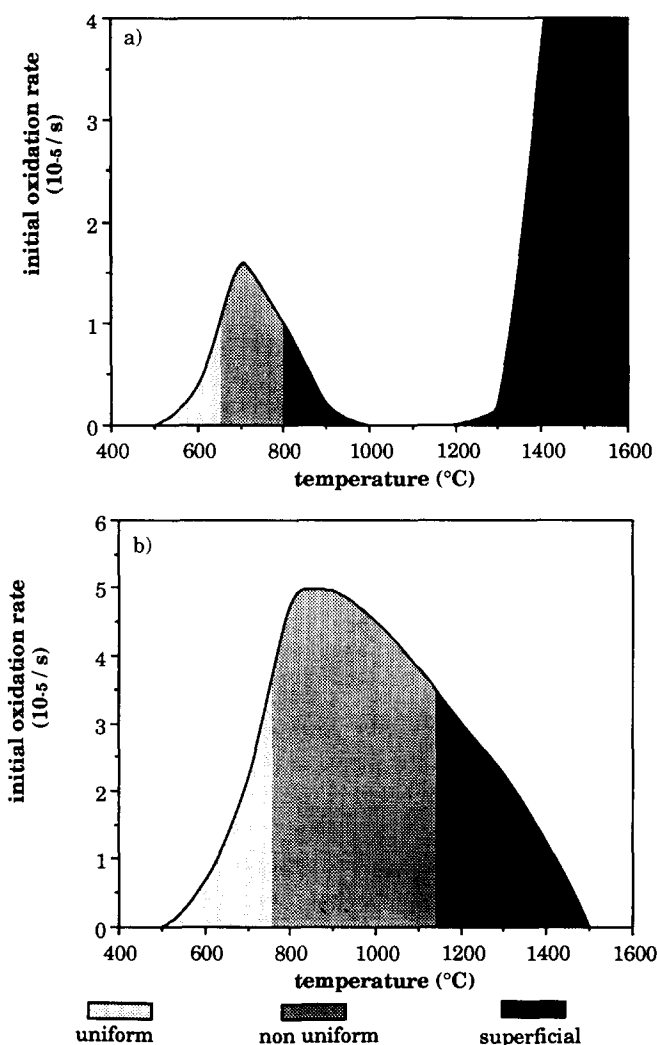 a)
initial oxidation rate
(10-5 / s)
4
3
2
1
0
400 600 800 1000 1200 1400 1600
temperature (°C)
b)
initial oxidation rate
(10-5 / s)
6
5
4
3
2
1
0
400 600 800 1000 1200 1400 1600
temperature (°C)
uniform non uniform superficial